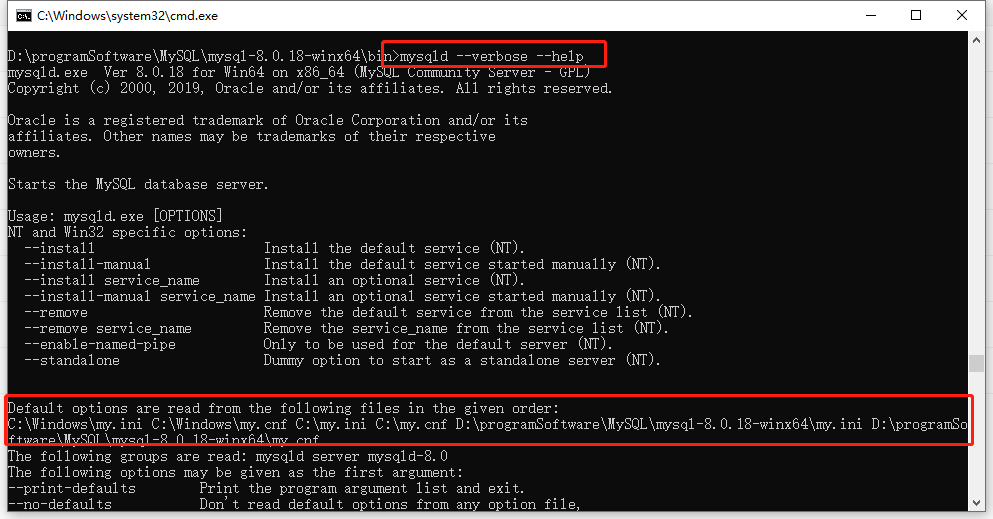 C:\Windows\system32\cmd.exe
D:\programSoftware\MySQL\mysql-8.0.18-winx64\bin>mysqld --verbose --help
mysqld.exe  Ver 8.0.18 for Win64 on x86_64 (MySQL Community Server - GPL)
Copyright (c) 2000, 2019, Oracle and/or its affiliates. All rights reserved.
Oracle is a registered trademark of Oracle Corporation and/or its
affiliates. Other names may be trademarks of their respective
owners.
Starts the MySQL database server.
Usage: mysqld.exe [OPTIONS]
NT and Win32 specific options:
  --install                     Install the default service (NT).
  --install-manual              Install the default service started manually (NT).
  --install service_name        Install an optional service (NT).
  --install-manual service_name Install an optional service started manually (NT).
  --remove                      Remove the default service from the service list (NT).
  --remove service_name         Remove the service_name from the service list (NT).
  --enable-named-pipe           Only to be used for the default server (NT).
  --standalone                  Dummy option to start as a standalone server (NT).
Default options are read from the following files in the given order:
C:\Windows\my.ini C:\Windows\my.cnf C:\my.ini C:\my.cnf D:\programSoftware\MySQL\mysql-8.0.18-winx64\my.ini D:\programSo
ftware\MySQL\mysql-8.0.18-winx64\my.cnf
The following groups are read: mysqld server mysqld-8.0
The following options may be given as the first argument:
--print-defaults        Print the program argument list and exit.
--no-defaults           Don't read default options from any option file,